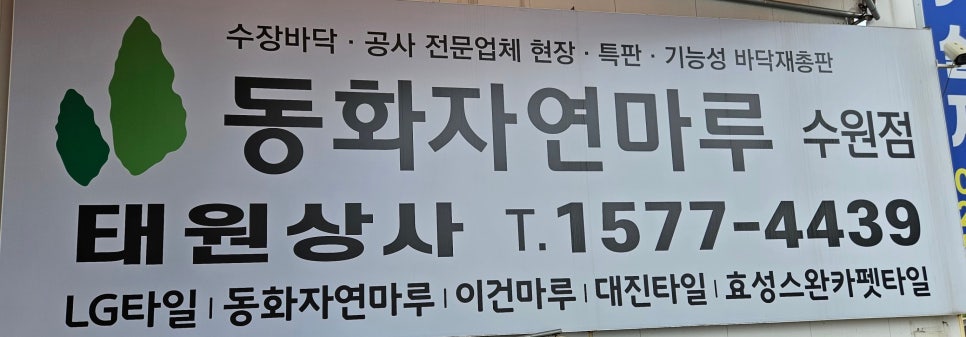 수장바닥 · 공사 전문업체 현장 · 특판 · 기능성 바닥재총판
동화자연마루 수원점
태원상사 T.1577-4439
LG타일 | 동화자연마루 | 이건마루 | 대진타일 | 효성스완카펫타일